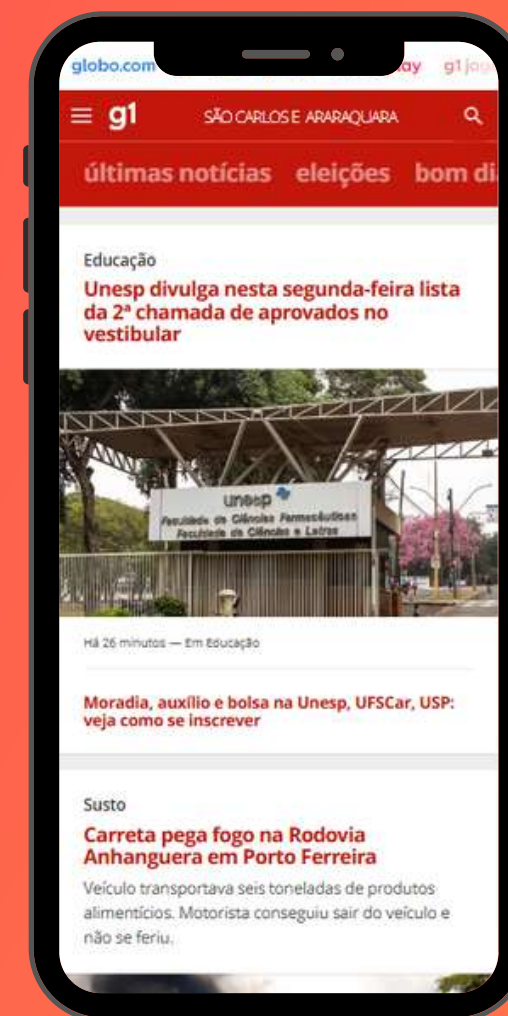 globo.com
ay g1 jog
g1 SÃO CARLOS E ARARAQUARA
últimas notícias eleições bom di
Educação
Unesp divulga nesta segunda-feira lista
da 2ª chamada de aprovados no
vestibular
unesp
Faculdade de Ciências Farmacêuticas
Faculdade de Ciências e Letras
Há 26 minutos — Em Educação
Moradia, auxílio e bolsa na Unesp, UFSCar, USP:
veja como se inscrever
Susto
Carreta pega fogo na Rodovia
Anhanguera em Porto Ferreira
Veículo transportava seis toneladas de produtos
alimentícios. Motorista conseguiu sair do veículo e
não se feriu.